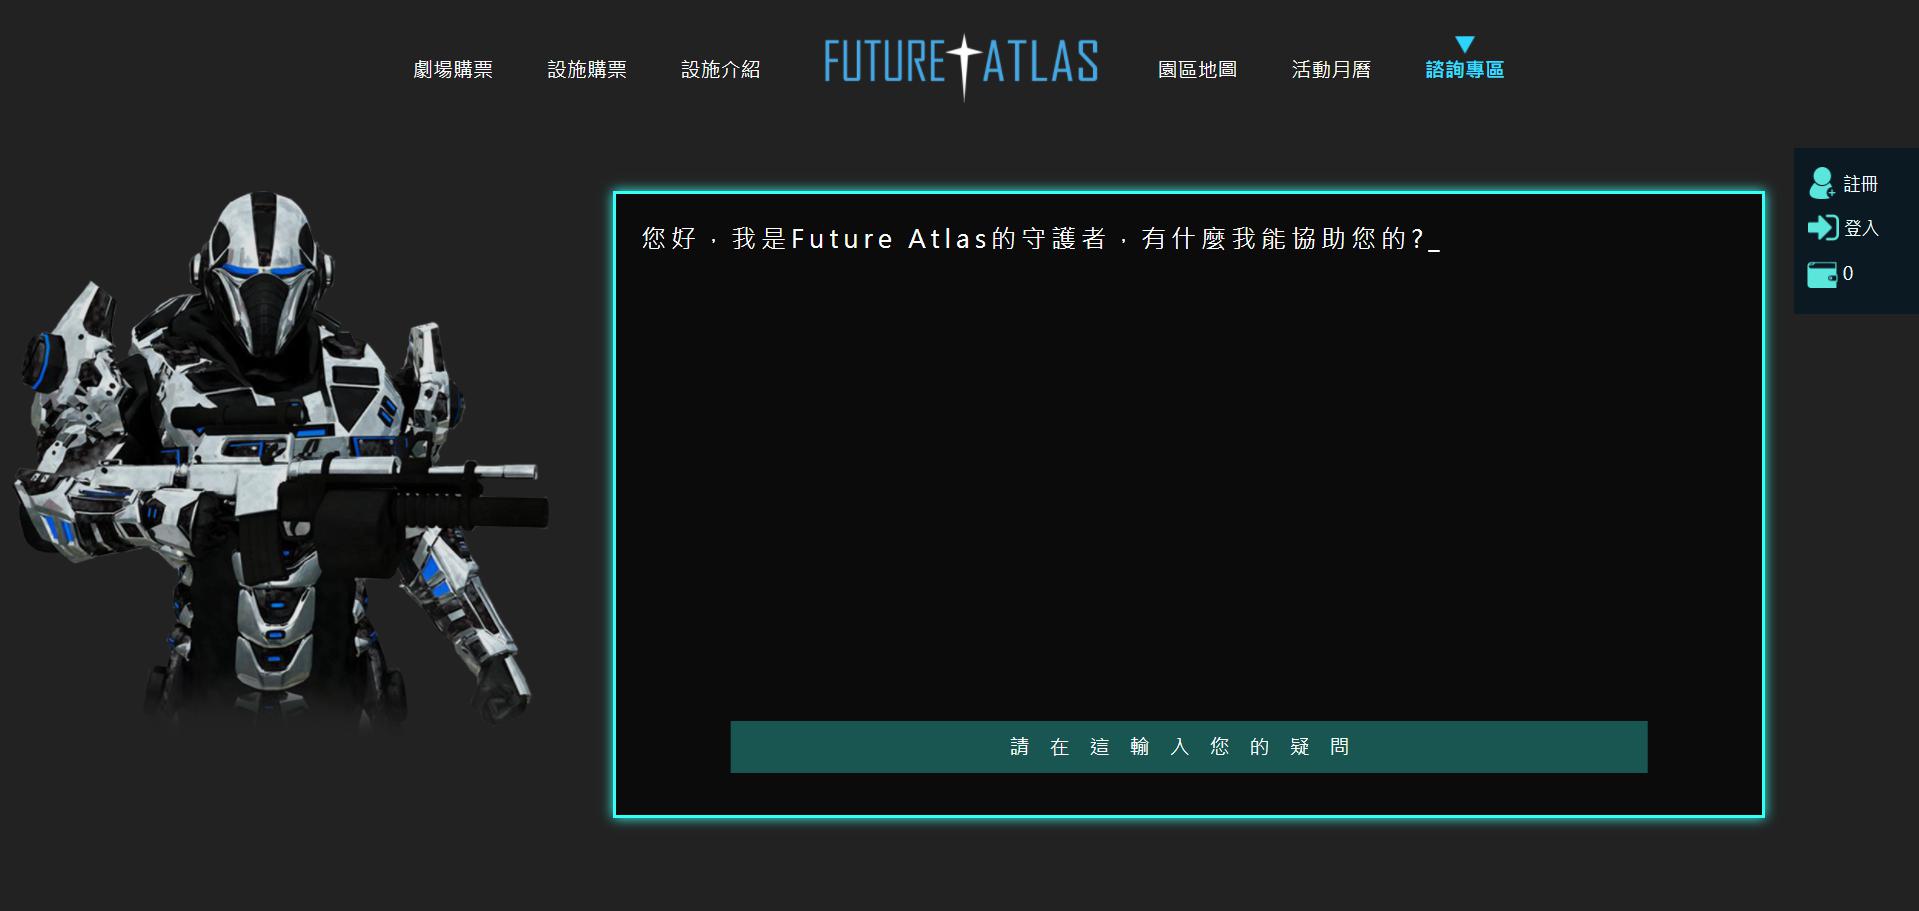 劇場購票
設施購票
設施介紹
FUTURE ATLAS
園區地圖
活動月曆
諮詢專區
註冊
登入
0
您好，我是Future Atlas的守護者，有什麼我能協助您的?_
請在這輸入您的疑問